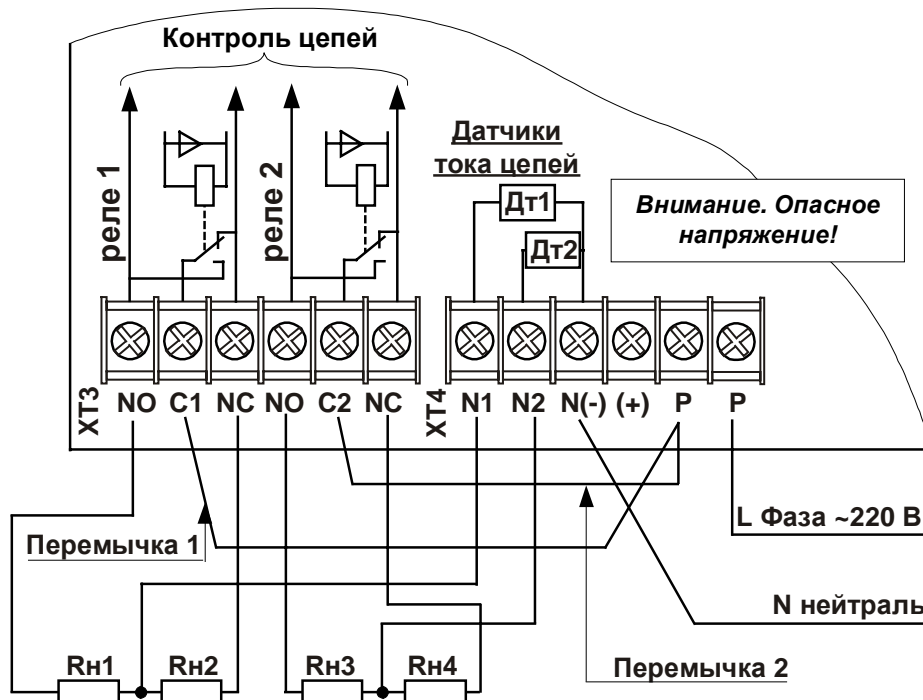 Контроль цепей
реле 1
реле 2
Датчики
тока цепей
Дт1
Дт2
Внимание. Опасное
напряжение!
XT3
NO C1 NC NO C2 NC
XT4
N1 N2 N(-) (+) P P
L Фаза ~220 В
Перемычка 1
N нейтраль
Rн1 Rн2 Rн3 Rн4
Перемычка 2